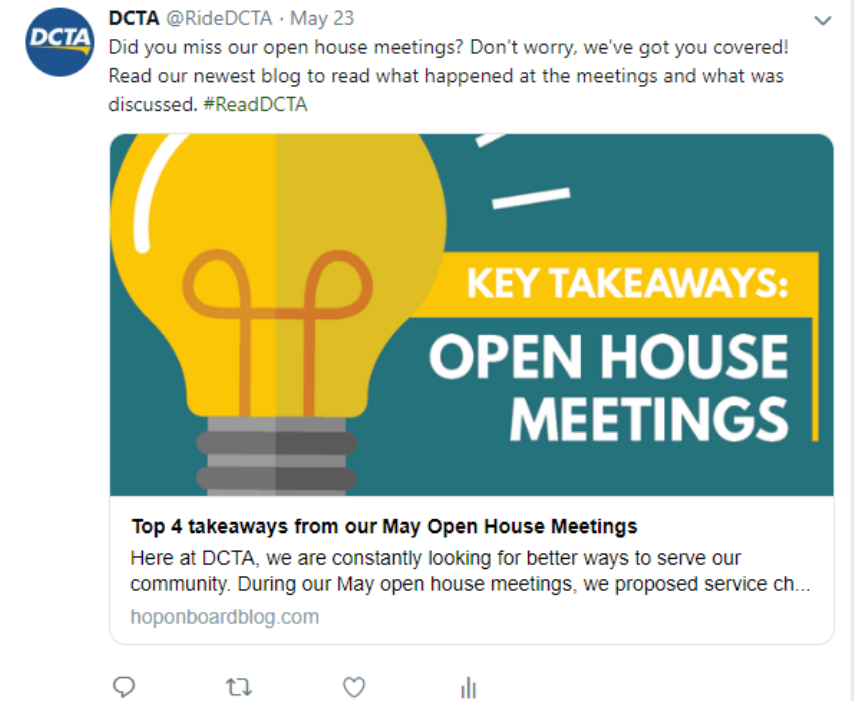 DCTA
DCTA @RideDCTA · May 23
Did you miss our open house meetings? Don't worry, we've got you covered!
Read our newest blog to read what happened at the meetings and what was
discussed. #ReadDCTA
KEY TAKEAWAYS:
OPEN HOUSE
MEETINGS
Top 4 takeaways from our May Open House Meetings
Here at DCTA, we are constantly looking for better ways to serve our
community. During our May open house meetings, we proposed service ch...
hoponboardblog.com